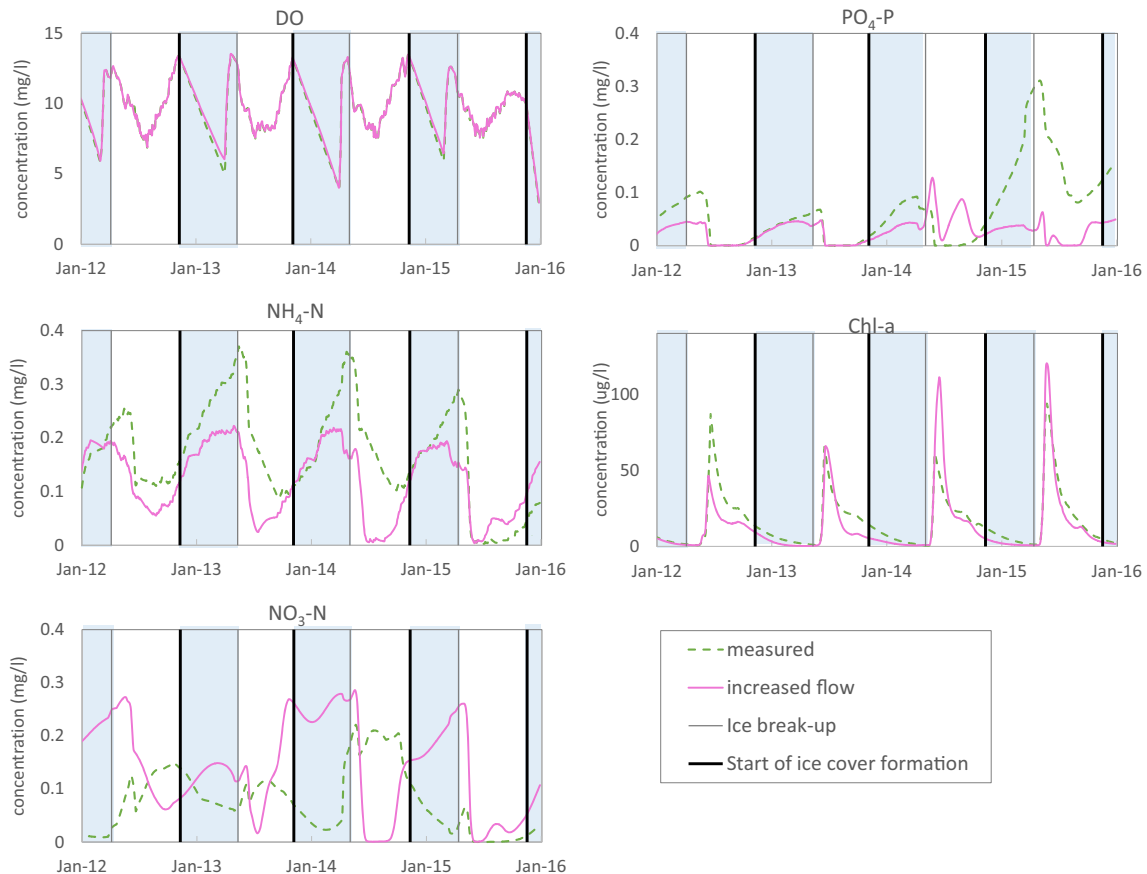 DO
concentration (mg/l)
15
10
5
0
Jan-12 Jan-13 Jan-14 Jan-15 Jan-16
PO4-P
concentration (mg/l)
0.4
0.3
0.2
0.1
0
Jan-12 Jan-13 Jan-14 Jan-15 Jan-16
NH4-N
concentration (mg/l)
0.4
0.3
0.2
0.1
0
Jan-12 Jan-13 Jan-14 Jan-15 Jan-16
Chl-a
concentration (ug/l)
100
50
0
Jan-12 Jan-13 Jan-14 Jan-15 Jan-16
NO3-N
concentration (mg/l)
0.4
0.3
0.2
0.1
0
Jan-12 Jan-13 Jan-14 Jan-15 Jan-16
measured
increased flow
Ice break-up
Start of ice cover formation